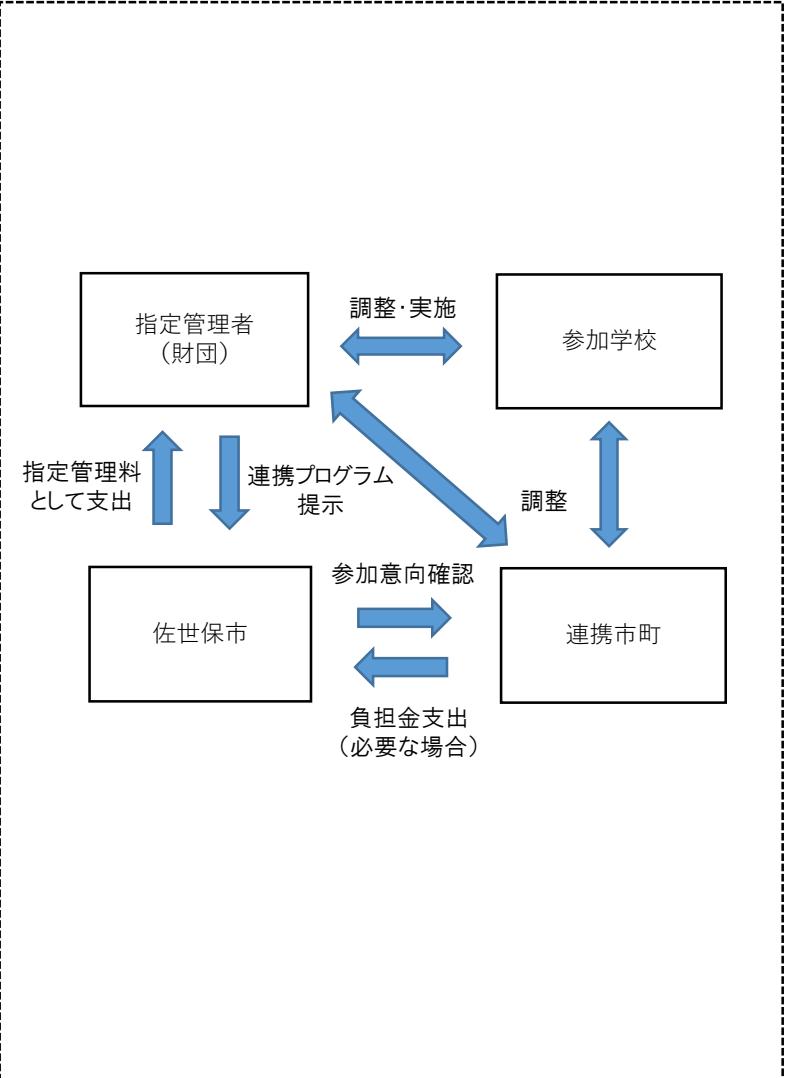 指定管理者
（財団）
調整・実施
参加学校
指定管理料
として支出
連携プログラム
提示
調整
参加意向確認
佐世保市
連携市町
負担金支出
（必要な場合）